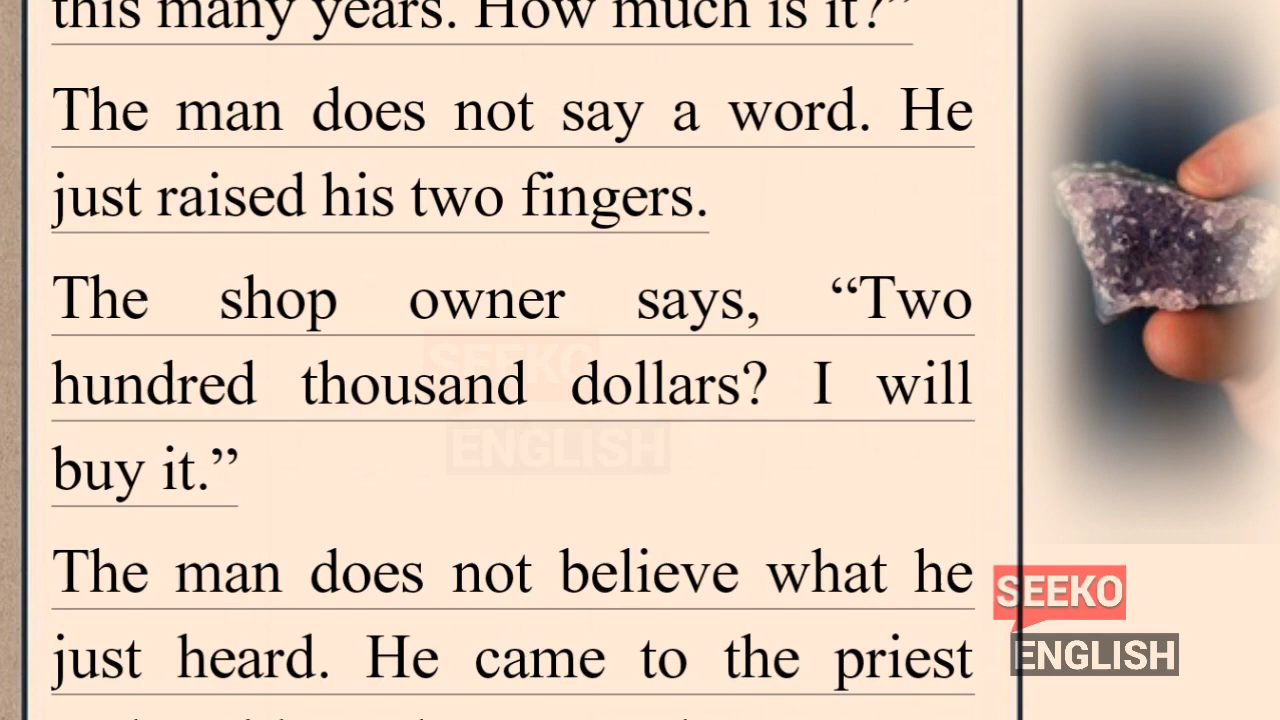 this many years. How much is it?”
The man does not say a word. He
just raised his two fingers.
The shop owner says, “Two
hundred thousand dollars? I will
buy it.”
The man does not believe what he
just heard. He came to the priest
SEEKO
ENGLISH
SEEKO
ENGLISH